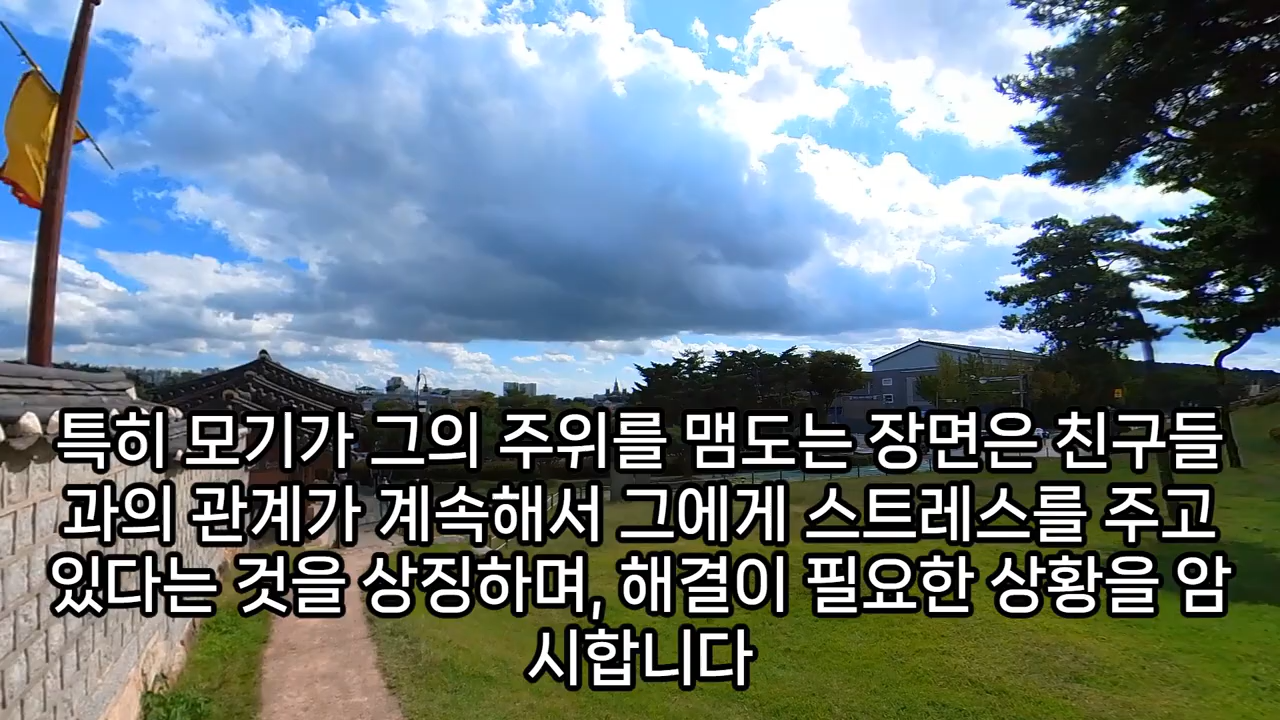 특히 모기가 그의 주위를 맴도는 장면은 친구들
과의 관계가 계속해서 그에게 스트레스를 주고
있다는 것을 상징하며, 해결이 필요한 상황을 암
시합니다